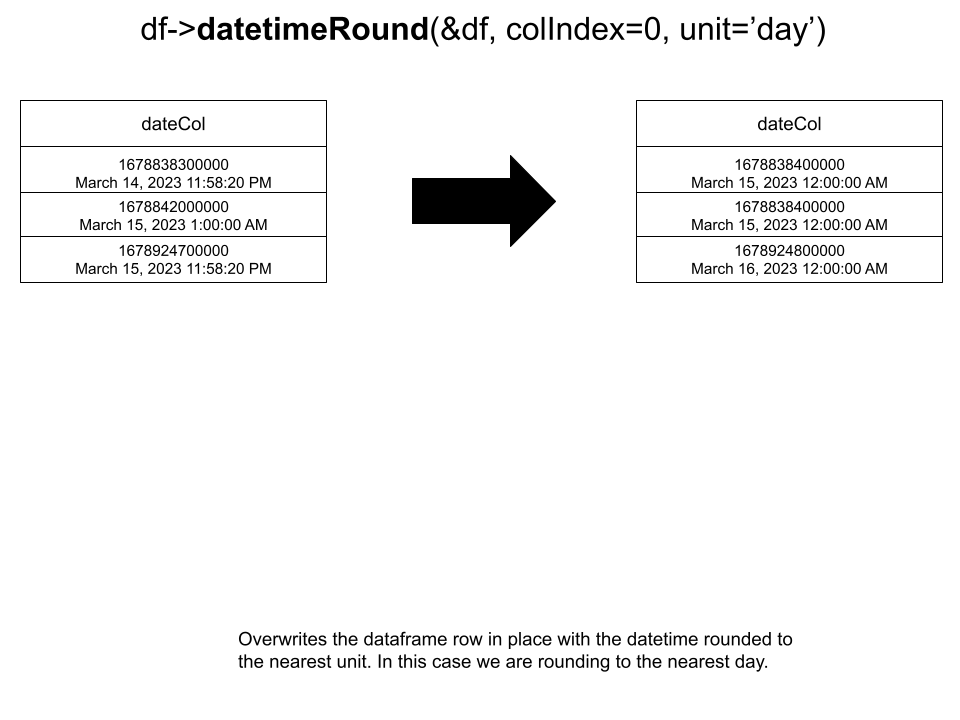 df->datetimeRound(&df, colIndex=0, unit=’day’)
dateCol
1678838300000
March 14, 2023 11:58:20 PM
1678842000000
March 15, 2023 1:00:00 AM
1678924700000
March 15, 2023 11:58:20 PM
dateCol
1678838400000
March 15, 2023 12:00:00 AM
1678838400000
March 15, 2023 12:00:00 AM
1678924800000
March 16, 2023 12:00:00 AM
Overwrites the dataframe row in place with the datetime rounded to
the nearest unit. In this case we are rounding to the nearest day.